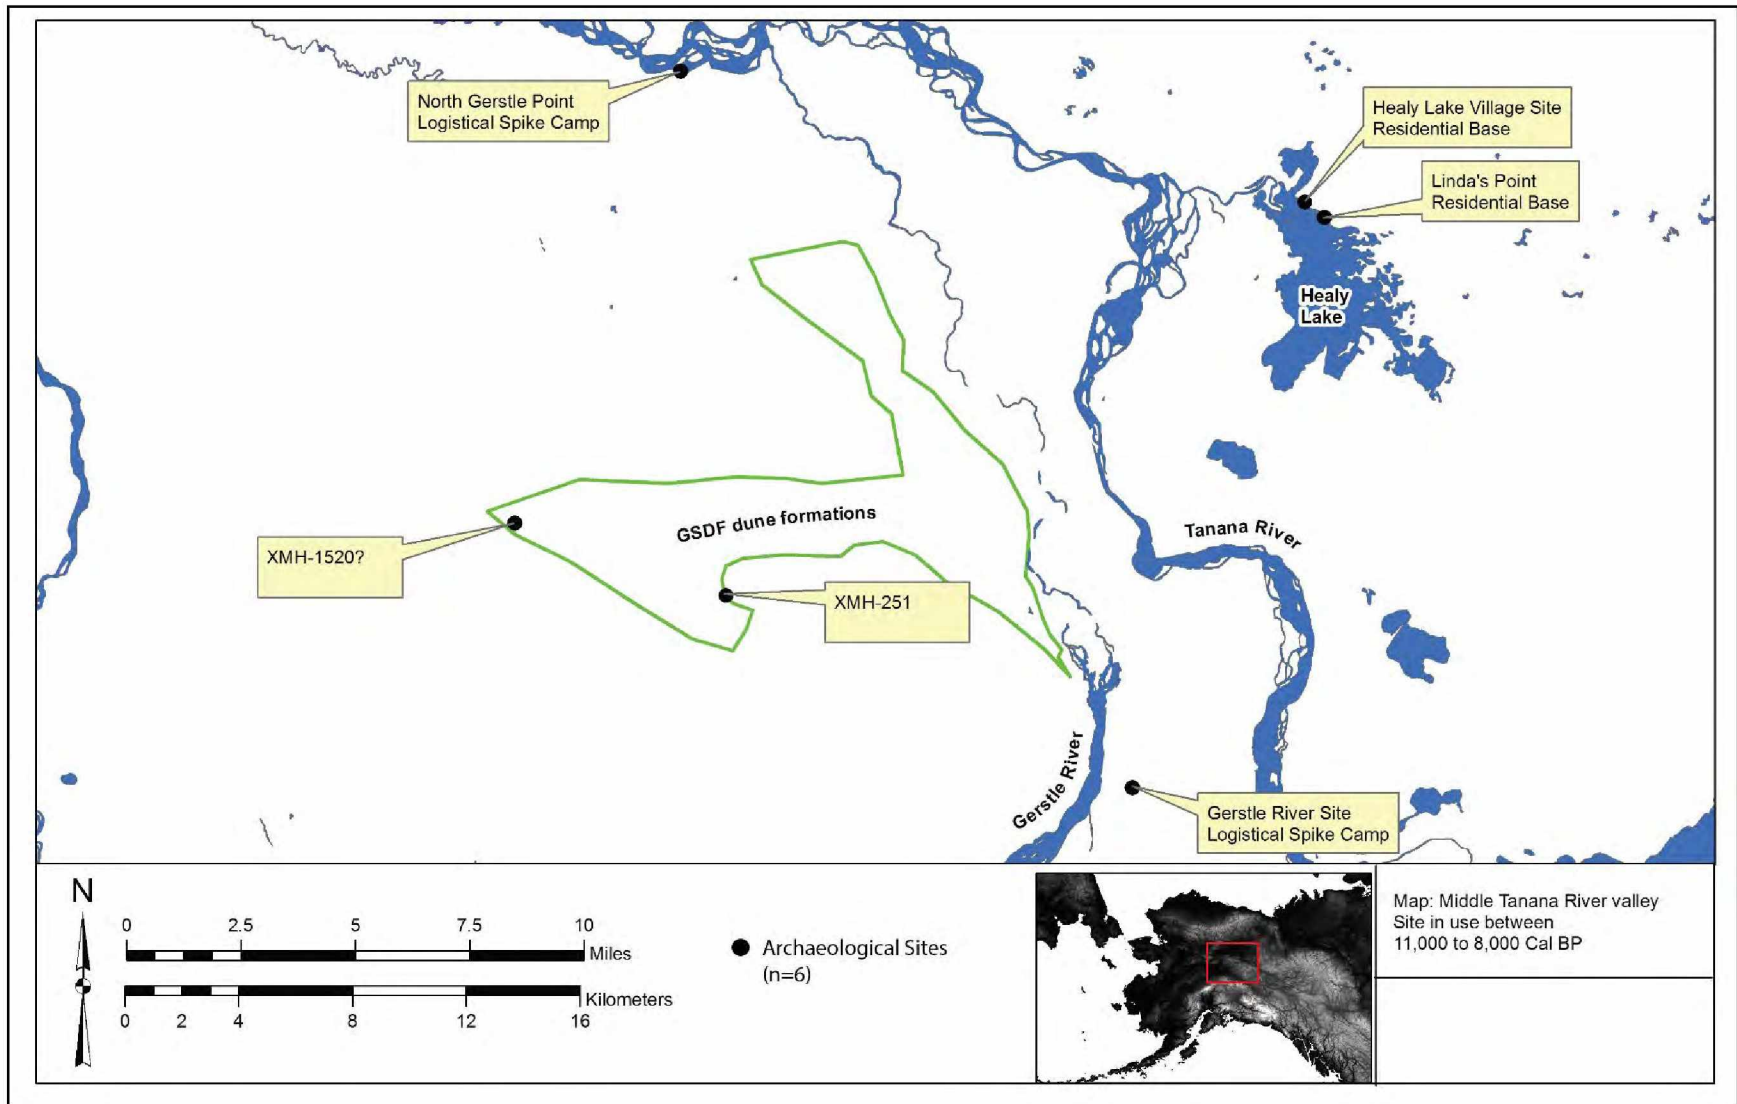 North Gerstle Point
Logistical Spike Camp
Healy Lake Village Site
Residential Base
Linda's Point
Residential Base
Healy
Lake
GSDF dune formations
Tanana River
XMH-1520?
XMH-251
Gerstle River
Gerstle River Site
Logistical Spike Camp
N
0 2.5 5 7.5 10
Miles
Kilometers
0 2 4 8 12 16
Archaeological Sites
(n=6)
Map: Middle Tanana River valley
Site in use between
11,000 to 8,000 Cal BP